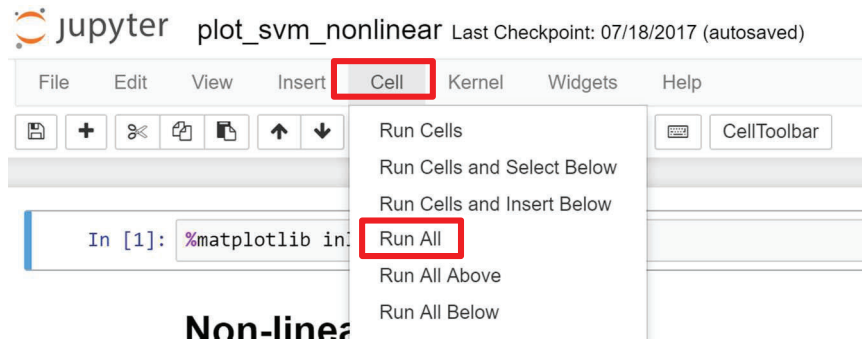 jupyter plot_svm_nonlinear Last Checkpoint: 07/18/2017 (autosaved)
File Edit View Insert Cell Kernel Widgets Help
CellToolbar
Run Cells
Run Cells and Select Below
Run Cells and Insert Below
In [1]: %matplotlib inl
Run All
Run All Above
Run All Below
Non-linea